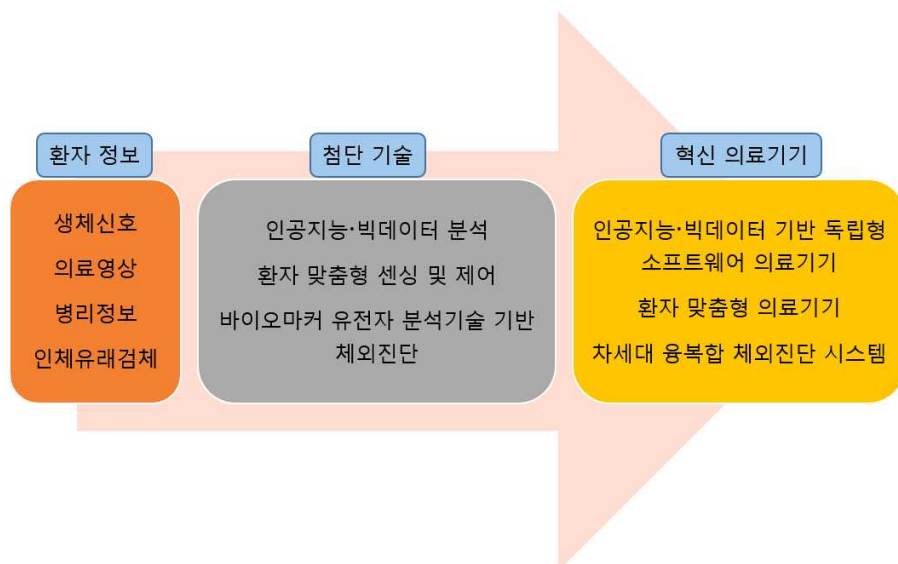 환자 정보
생체신호
의료영상
병리정보
인체유래검체
첨단 기술
인공지능·빅데이터 분석
환자 맞춤형 센싱 및 제어
바이오마커 유전자 분석기술 기반
체외진단
혁신 의료기기
인공지능·빅데이터 기반 독립형
소프트웨어 의료기기
환자 맞춤형 의료기기
차세대 융복합 체외진단 시스템